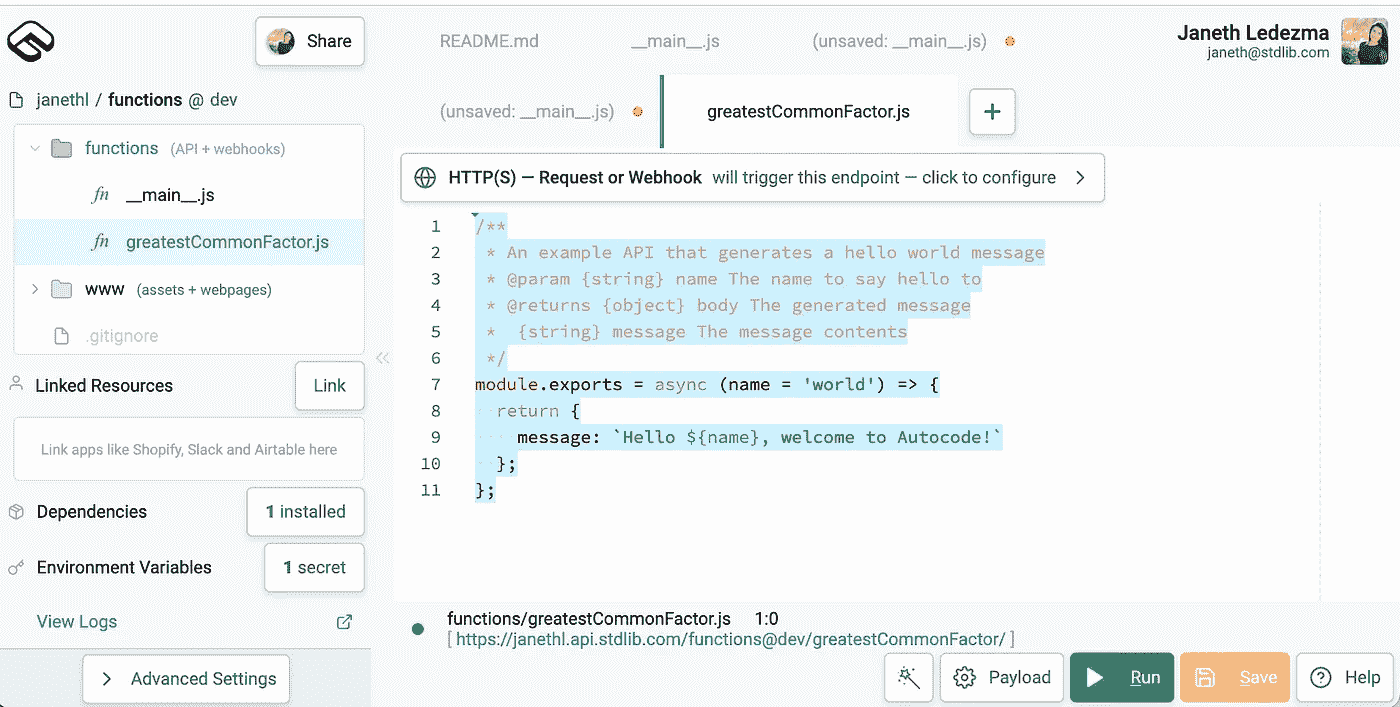 Share
README.md
__main__.js
(unsaved: __main__.js)
Janeth Ledezma
janeth@stdlib.com
janethl / functions @ dev
(unsaved: __main__.js)
greatestCommonFactor.js
+
functions (API + webhooks)
fn __main__.js
fn greatestCommonFactor.js
www (assets + webpages)
.gitignore
Linked Resources
Link
Link apps like Shopify, Slack and Airtable here
Dependencies
1 installed
Environment Variables
1 secret
View Logs
Advanced Settings
HTTP(S) — Request or Webhook will trigger this endpoint — click to configure
1 /**
2 * An example API that generates a hello world message
3 * @param {string} name The name to say hello to
4 * @returns {object} body The generated message
5 *  {string} message The message contents
6 */
7 module.exports = async (name = 'world') => {
8 return {
9 message: `Hello ${name}, welcome to Autocode!`
10 };
11 };
functions/greatestCommonFactor.js 1:0
[ https://janethl.api.stdlib.com/functions@dev/greatestCommonFactor/ ]
Payload
Run
Save
Help